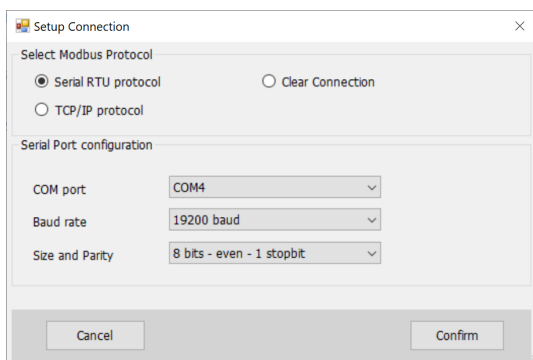 Setup Connection
Select Modbus Protocol
Serial RTU protocol
Clear Connection
TCP/IP protocol
Serial Port configuration
COM port
COM4
Baud rate
19200 baud
Size and Parity
8 bits - even - 1 stopbit
Cancel
Confirm